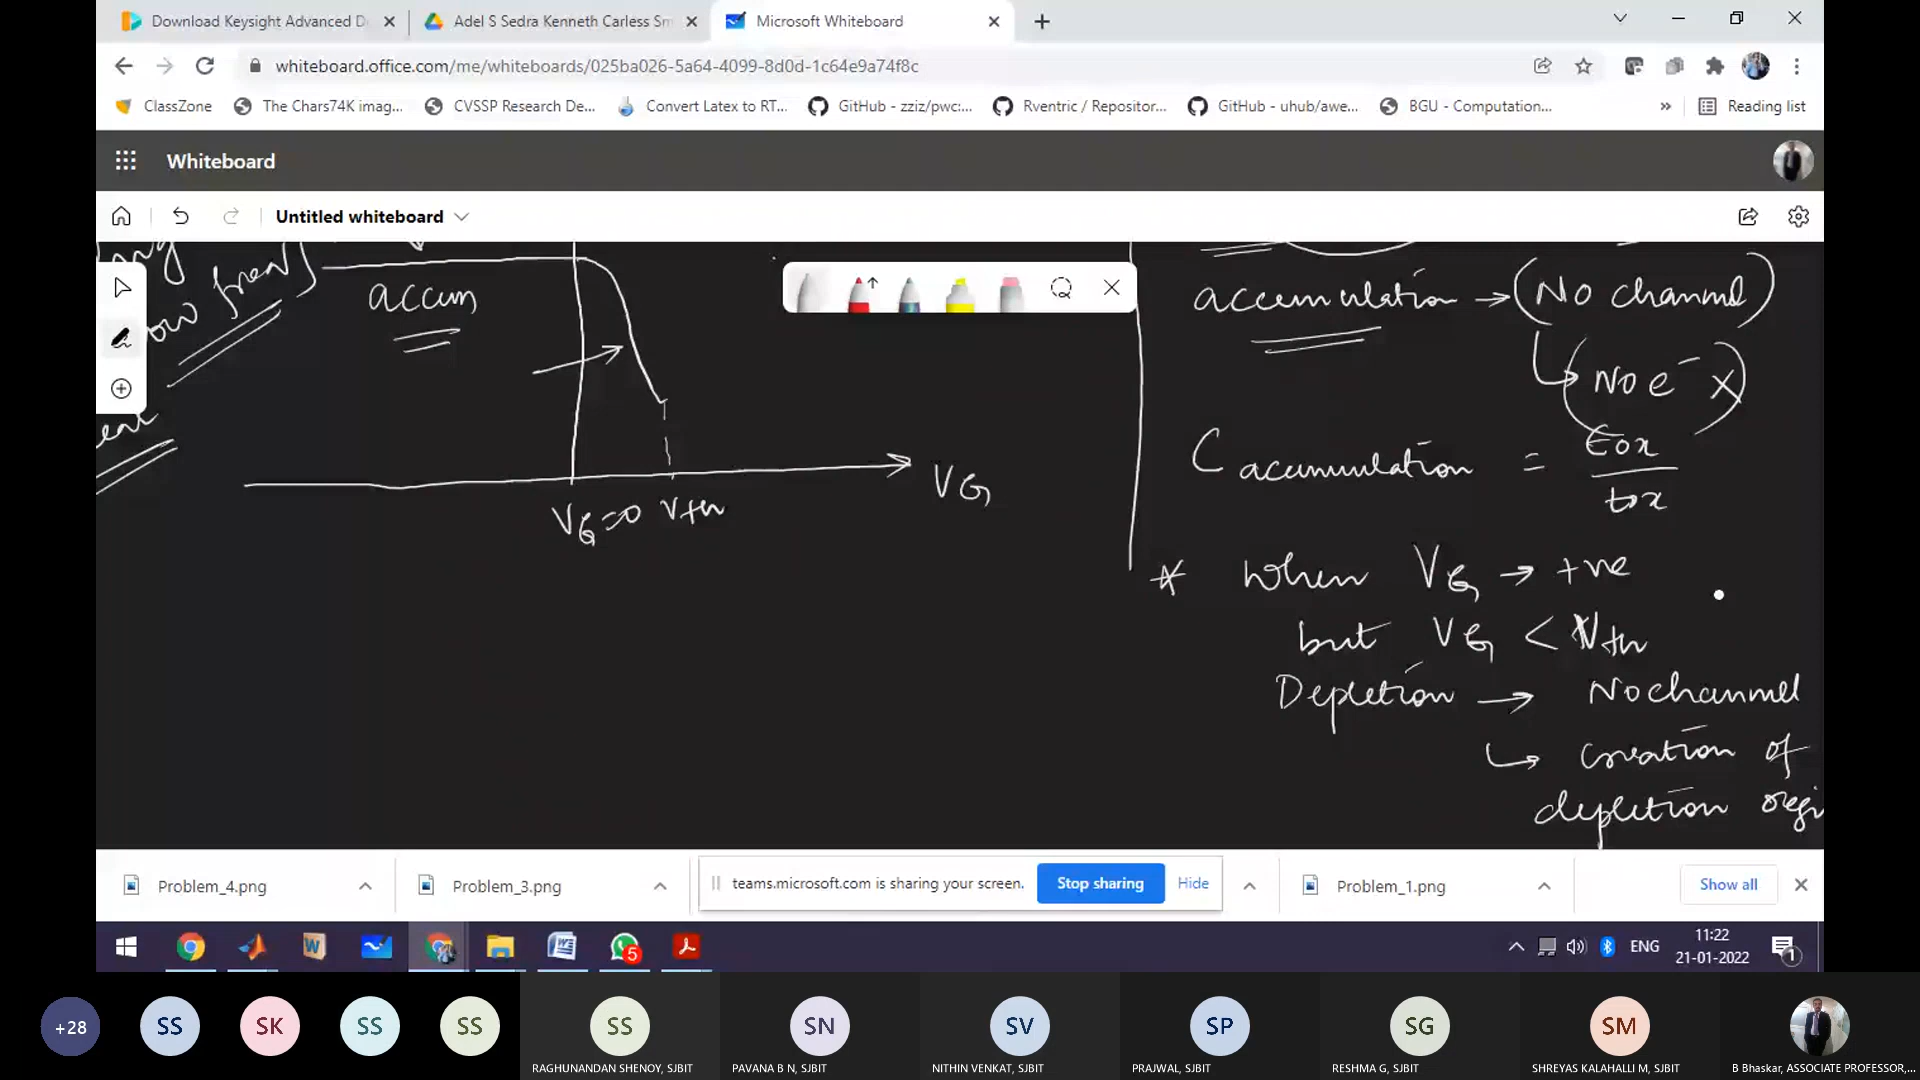 Download Keysight Advanced D
Adel S Sedra Kenneth Carless Sm
Microsoft Whiteboard
whiteboard.office.com/me/whiteboards/025ba026-5a64-4099-8d0d-1c64e9a74f8c
ClassZone
The Chars74K imag...
CVSSP Research De...
Convert Latex to RT...
GitHub - zziz/pwc:...
Rventric / Repositor...
GitHub - uhub/awe...
BGU - Computation...
»
Reading list
Whiteboard
Untitled whiteboard
accum
VG=0 Vth
VG
accumulation → (No channel)
(No e⁻ X)
C accumulation = εox/tox
* when VG → +ve
but VG < Vth
Depletion → No channel
↳ creation of
depletion regi
Problem_4.png
Problem_3.png
teams.microsoft.com is sharing your screen.
Stop sharing
Hide
Problem_1.png
Show all
5
ENG
11:22
21-01-2022
1
+28
SS
SK
SS
SS
SS
SN
SV
SP
SG
SM
RAGHUNANDAN SHENOY, SJBIT
PAVANA B N, SJBIT
NITHIN VENKAT, SJBIT
PRAJWAL, SJBIT
RESHMA G, SJBIT
SHREYAS KALAHALLI M, SJBIT
B Bhaskar, ASSOCIATE PROFESSOR,...